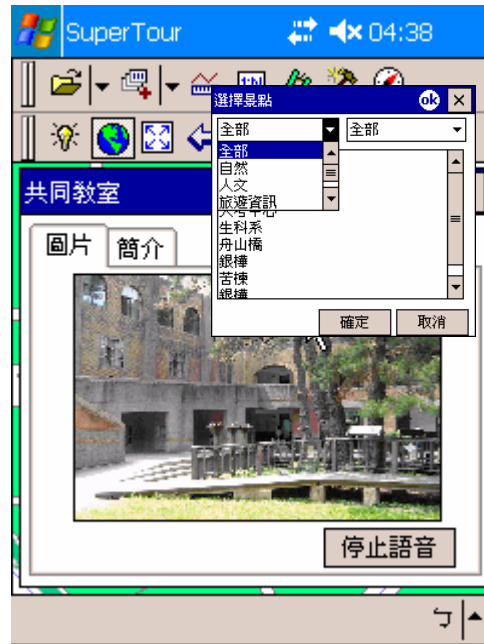 SuperTour 04:38
選擇景點 ok
全部 全部
全部
自然
人文
旅遊資訊
生科系
舟山橋
銀樺
苦楝
銀樺
確定 取消
共同教室
圖片 簡介
停止語音
ㄅ